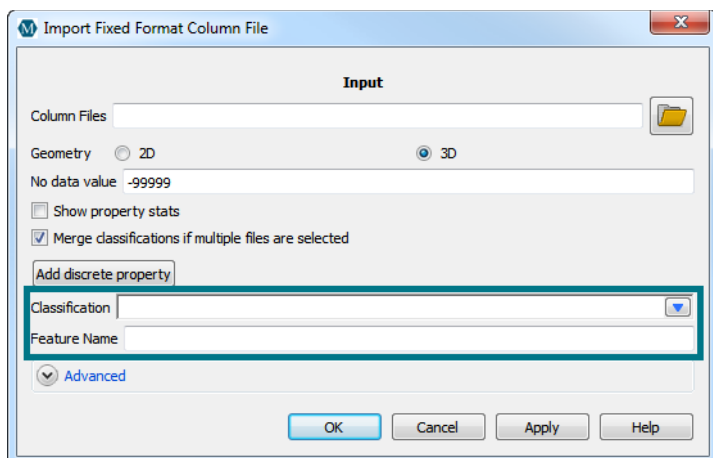 Import Fixed Format Column File
Input
Column Files
Geometry 2D 3D
No data value -99999
Show property stats
Merge classifications if multiple files are selected
Add discrete property
Classification
Feature Name
Advanced
OK Cancel Apply Help